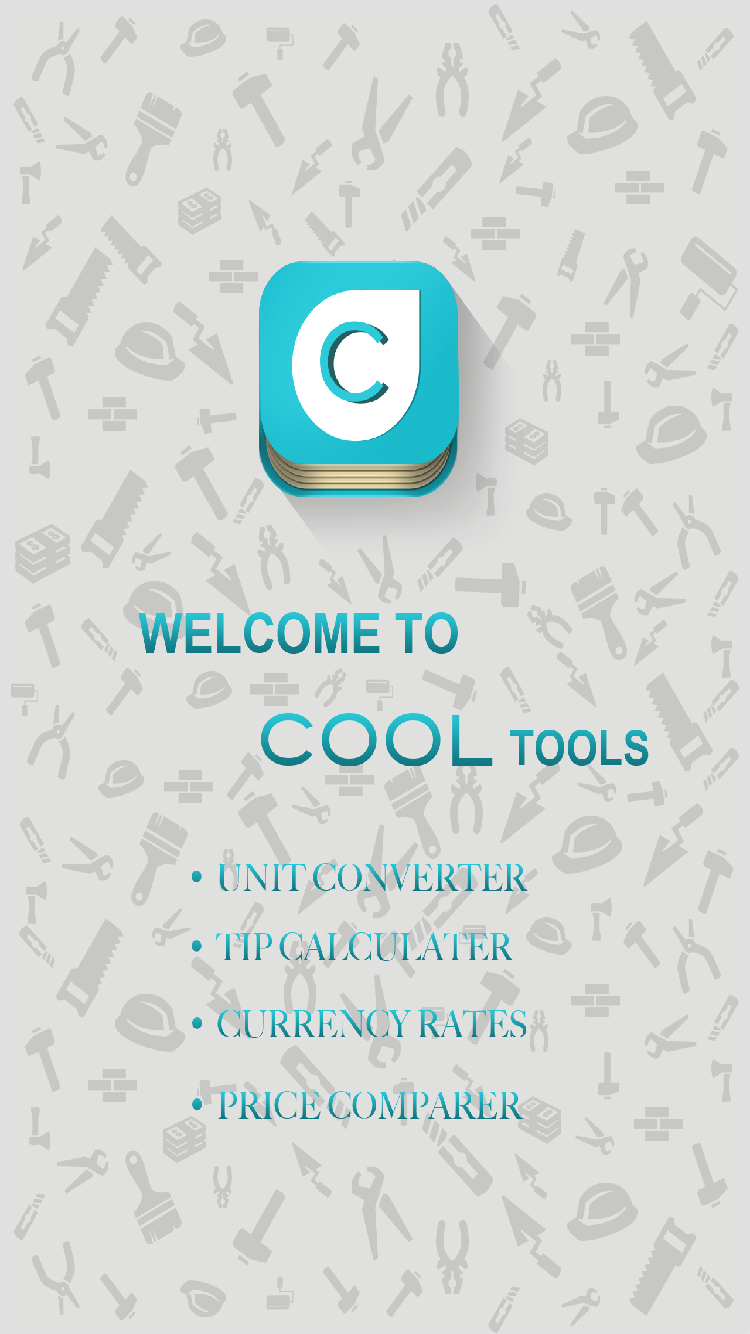 C
WELCOME TO
COOL TOOLS
• UNIT CONVERTER
• TIP CALCULATER
• CURRENCY RATES
• PRICE COMPARER